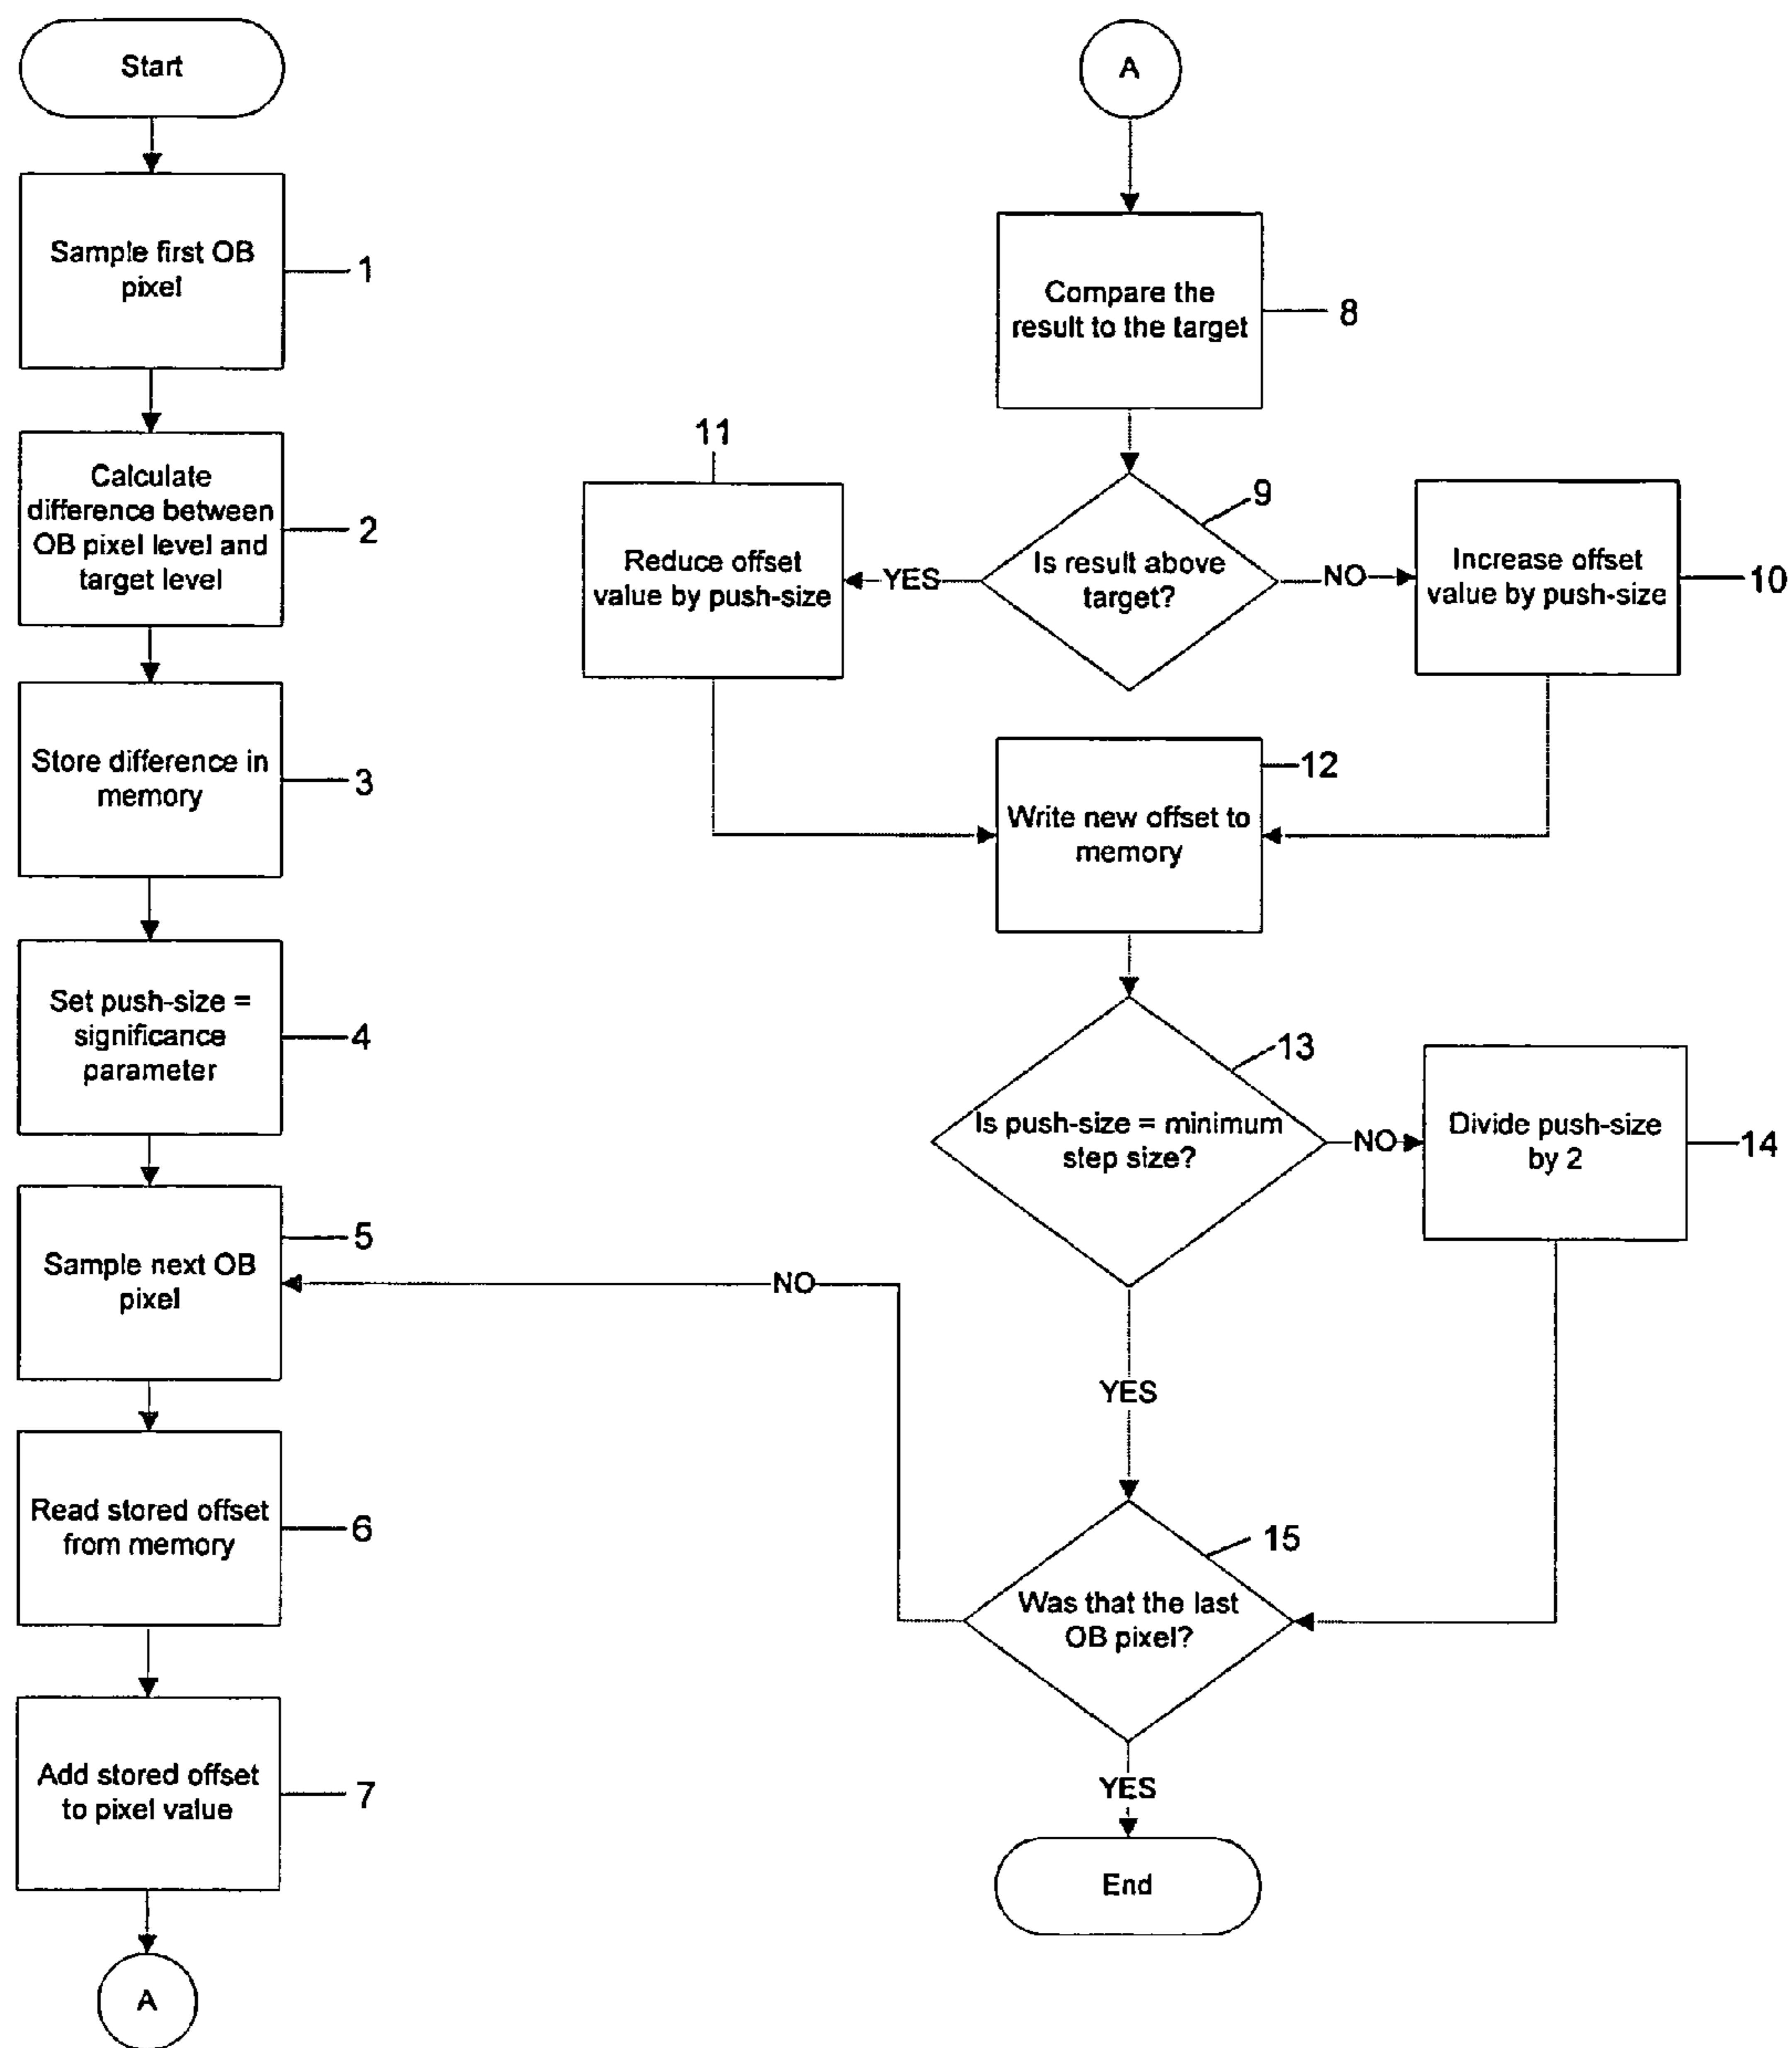 Start
Sample first OB
pixel
1
Calculate
difference between
OB pixel level and
target level
2
Store difference in
memory
3
Set push-size =
significance
parameter
4
Sample next OB
pixel
5
Read stored offset
from memory
6
Add stored offset
to pixel value
7
A
A
Compare the
result to the target
8
Is result above
target?
9
YES
NO
11
Reduce offset
value by push-size
Increase offset
value by push-size
10
Write new offset to
memory
12
Is push-size = minimum
step size?
13
NO
Divide push-size
by 2
14
YES
Was that the last
OB pixel?
15
NO
YES
End